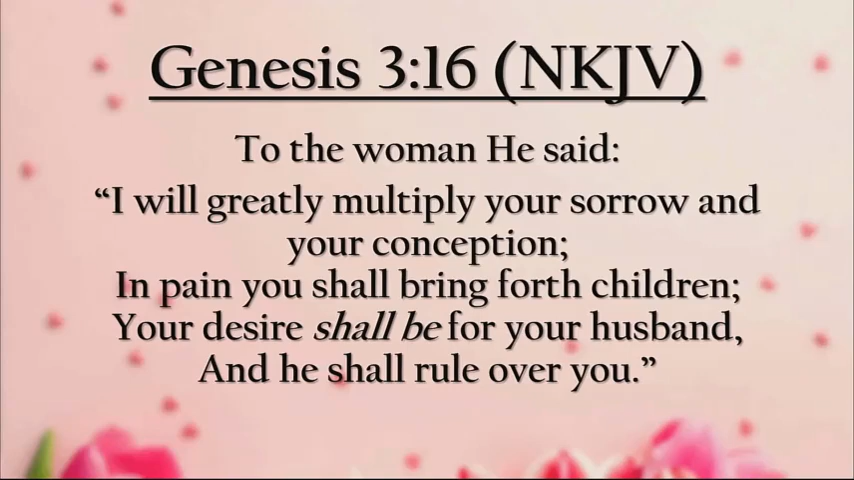 Genesis 3:16 (NKJV)
To the woman He said:
“I will greatly multiply your sorrow and
your conception;
In pain you shall bring forth children;
Your desire shall be for your husband,
And he shall rule over you.”